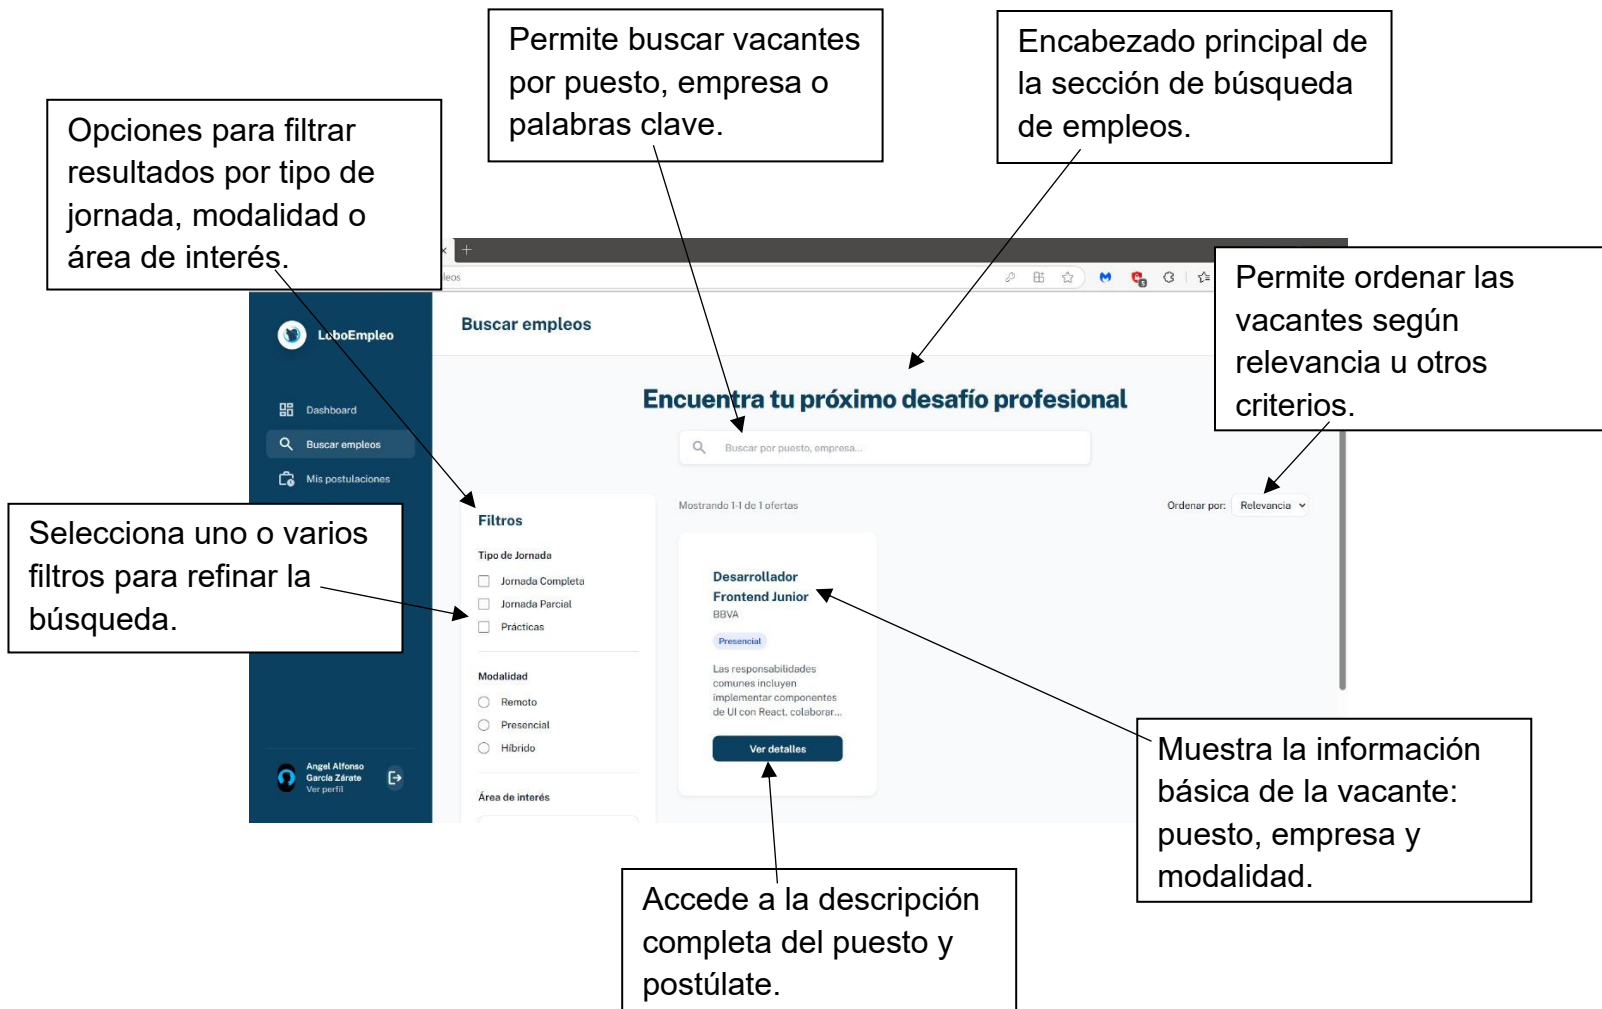 Permite buscar vacantes
por puesto, empresa o
palabras clave.
Encabezado principal de
la sección de búsqueda
de empleos.
Opciones para filtrar
resultados por tipo de
jornada, modalidad o
área de interés.
Permite ordenar las
vacantes según
relevancia u otros
criterios.
leos
LoboEmpleo
Buscar empleos
Dashboard
Buscar empleos
Mis postulaciones
Encuentra tu próximo desafío profesional
Buscar por puesto, empresa...
Selecciona uno o varios
filtros para refinar la
búsqueda.
Filtros
Tipo de Jornada
Jornada Completa
Jornada Parcial
Prácticas
Modalidad
Remoto
Presencial
Híbrido
Área de interés
Mostrando 1-1 de 1 ofertas
Ordenar por: Relevancia
Desarrollador
Frontend Junior
BBVA
Presencial
Las responsabilidades
comunes incluyen
implementar componentes
de UI con React, colaborar...
Ver detalles
Angel Alfonso
García Zárate
Ver perfil
Muestra la información
básica de la vacante:
puesto, empresa y
modalidad.
Accede a la descripción
completa del puesto y
postúlate.